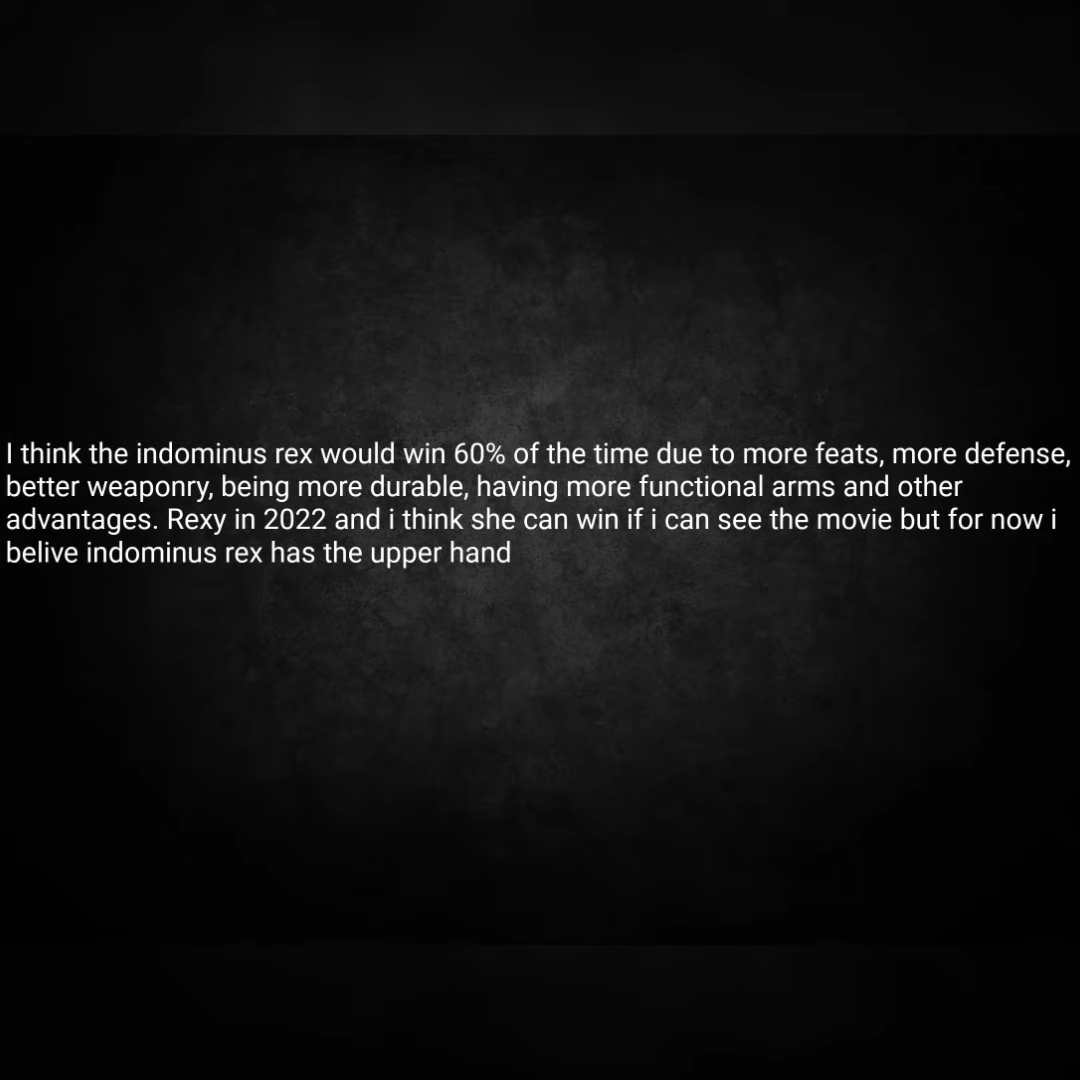 I think the indominus rex would win 60% of the time due to more feats, more defense,
better weaponry, being more durable, having more functional arms and other
advantages. Rexy in 2022 and i think she can win if i can see the movie but for now i
belive indominus rex has the upper hand